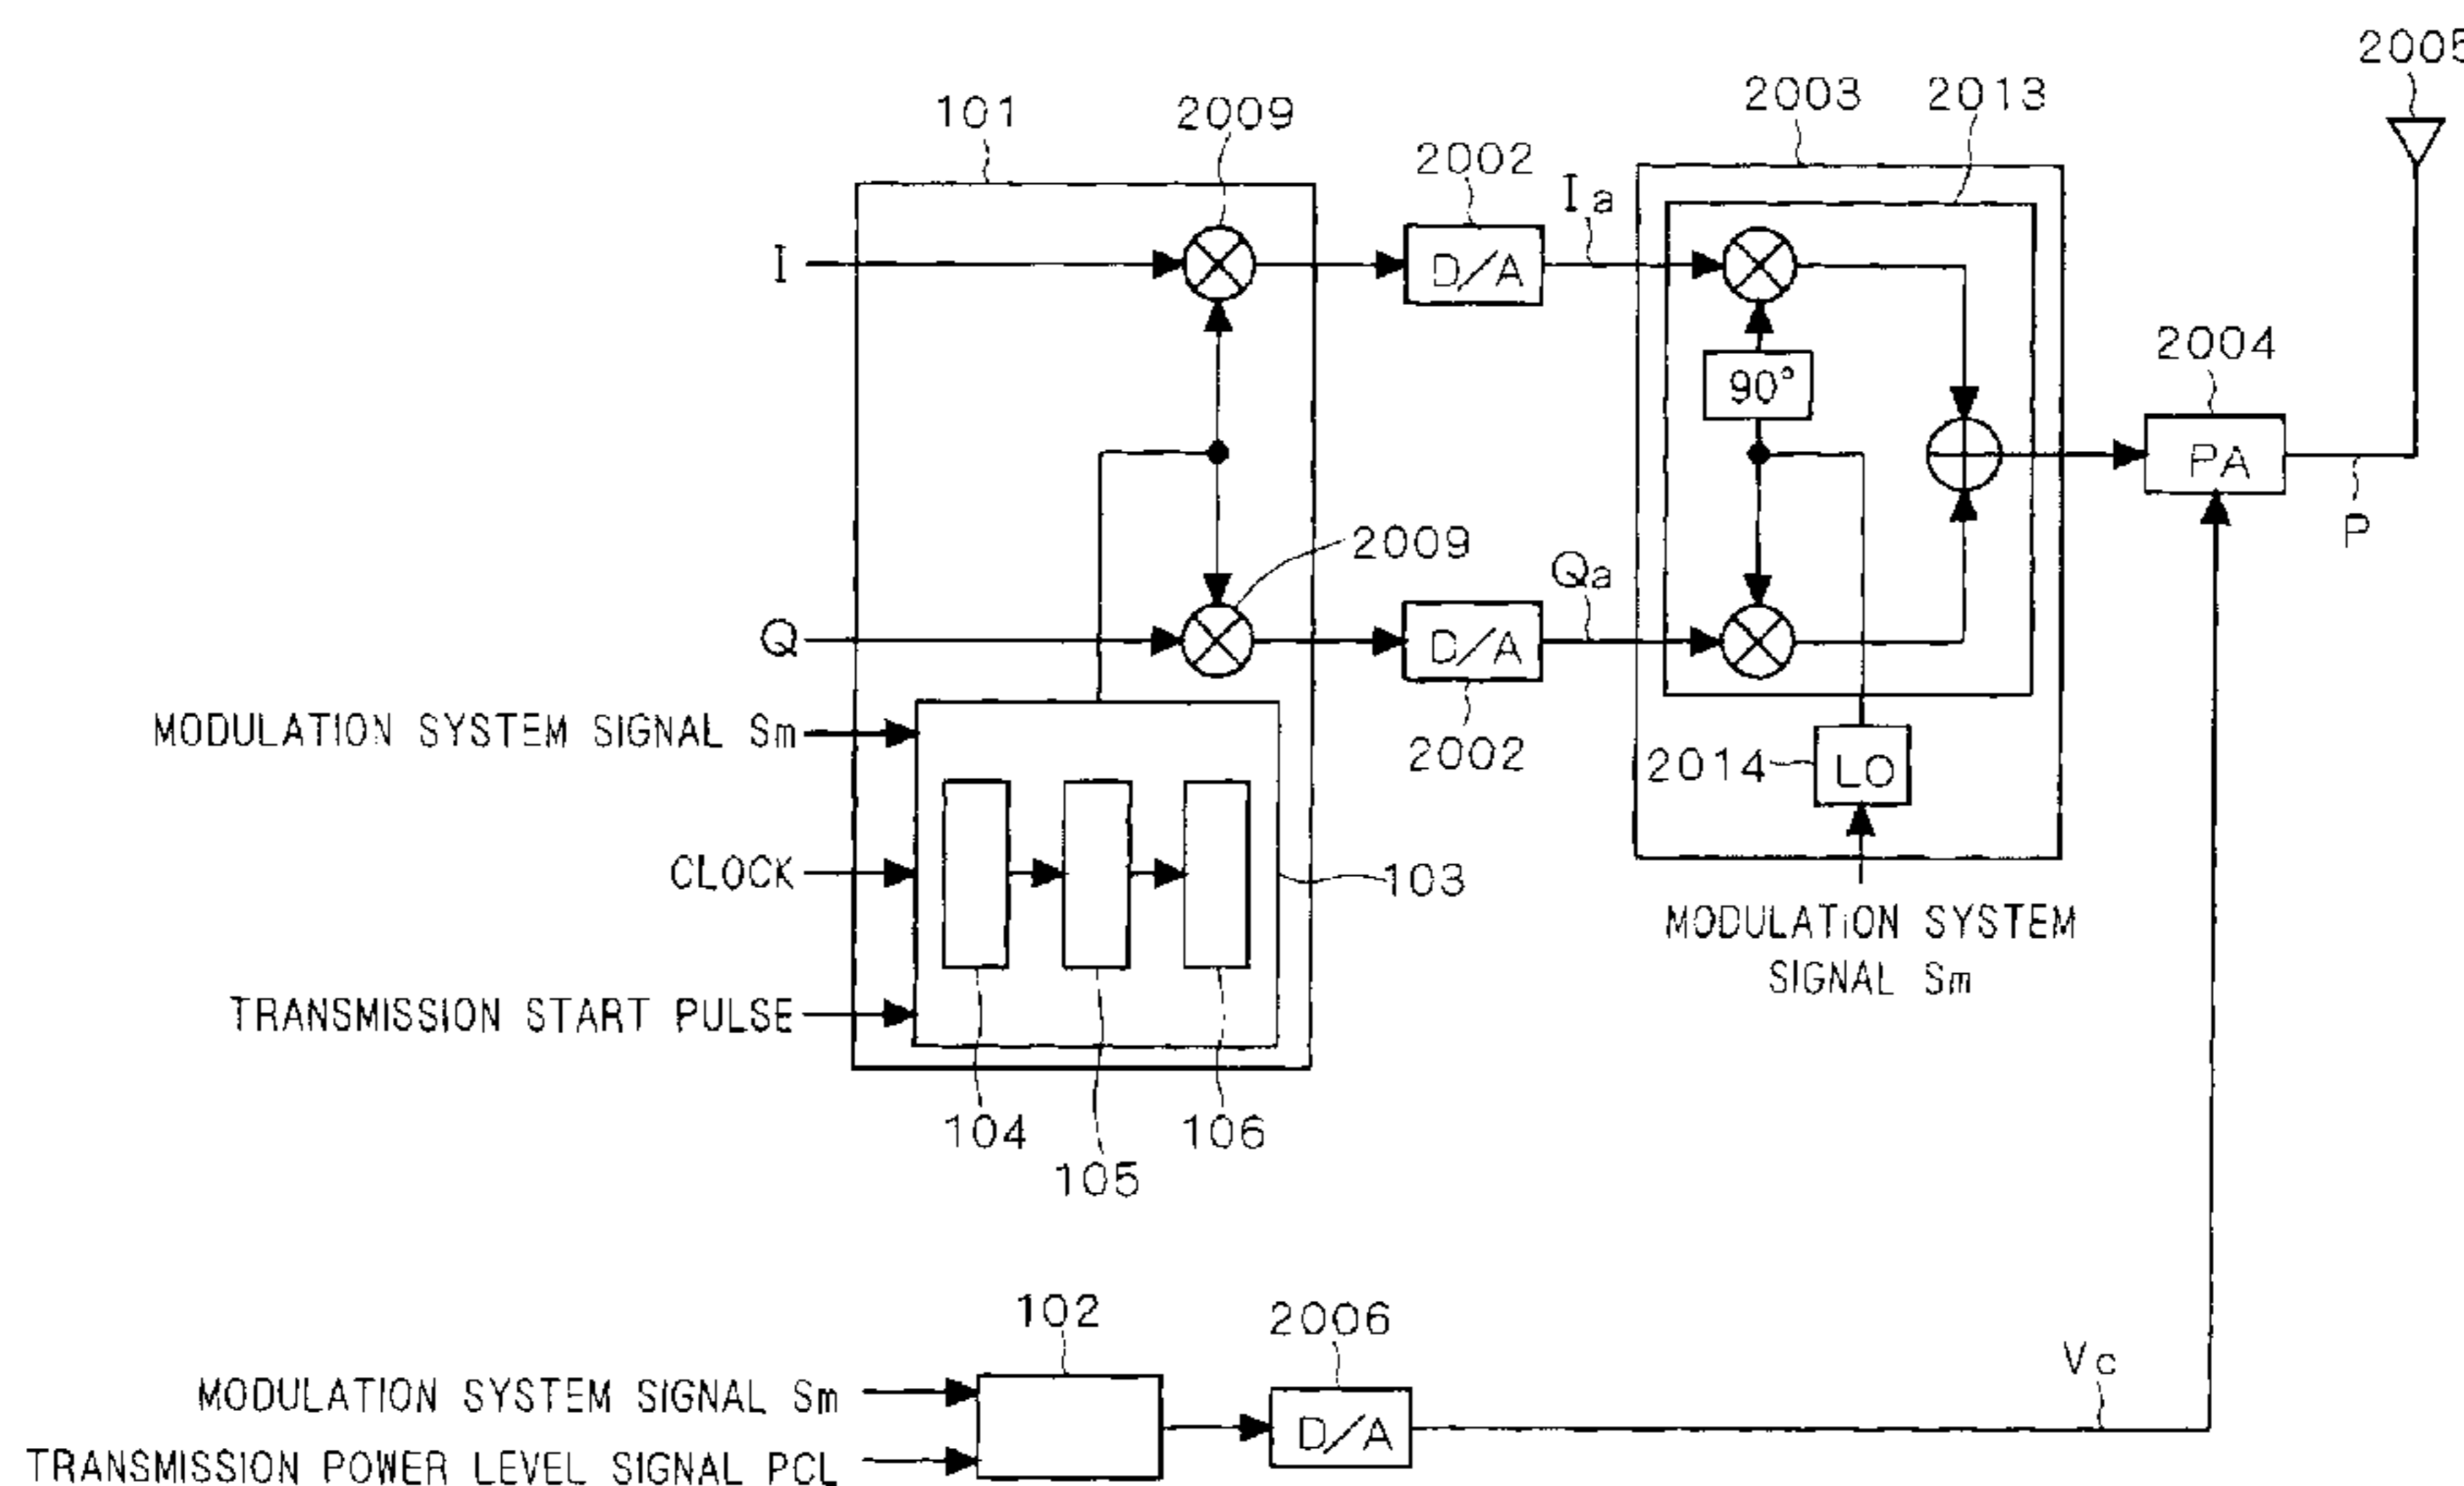 2005
101
2009
2003
2013
2002
Ia
I
D/A
90°
2004
PA
P
2009
Qa
Q
D/A
2002
MODULATION SYSTEM SIGNAL Sm
2014
LO
CLOCK
103
MODULATION SYSTEM
SIGNAL Sm
TRANSMISSION START PULSE
104
105
106
102
2006
Vc
MODULATION SYSTEM SIGNAL Sm
D/A
TRANSMISSION POWER LEVEL SIGNAL PCL